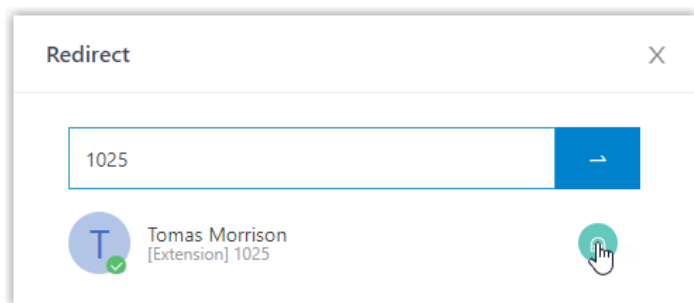 Redirect
X
1025
T
Tomas Morrison
[Extension] 1025